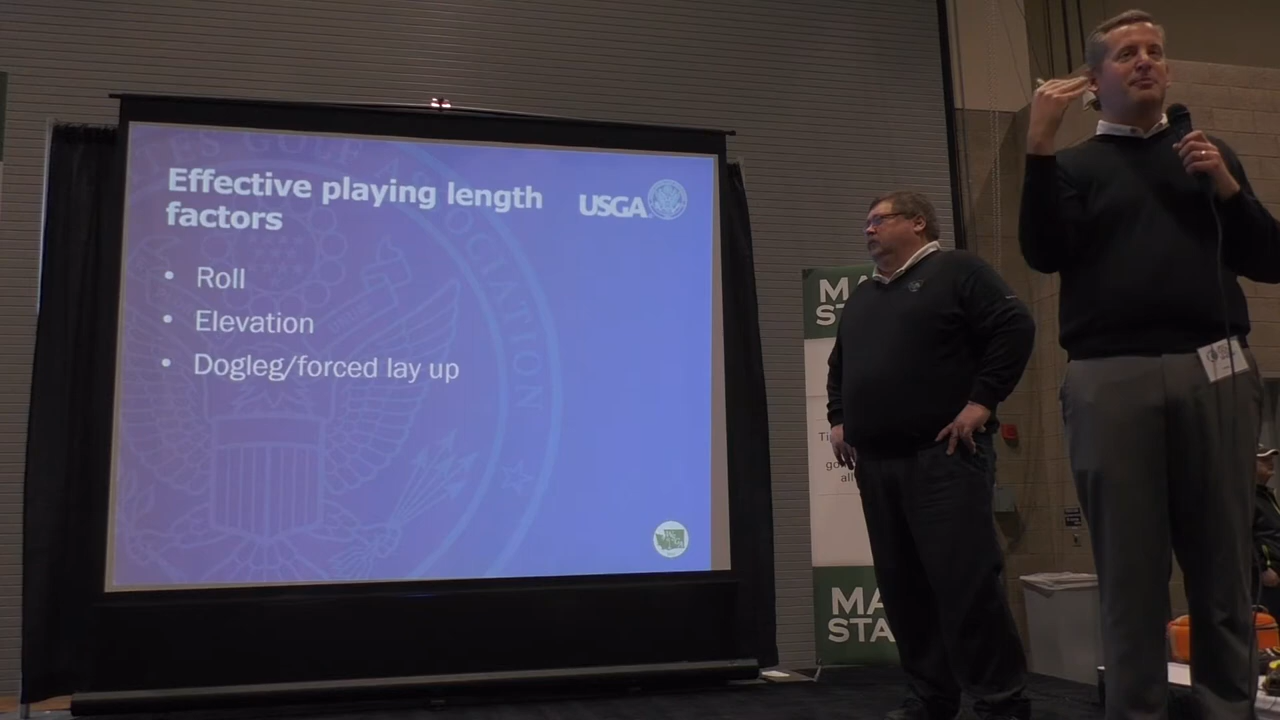 Effective playing length
factors
USGA
• Roll
• Elevation
• Dogleg/forced lay up
MA
ST
MA
STA